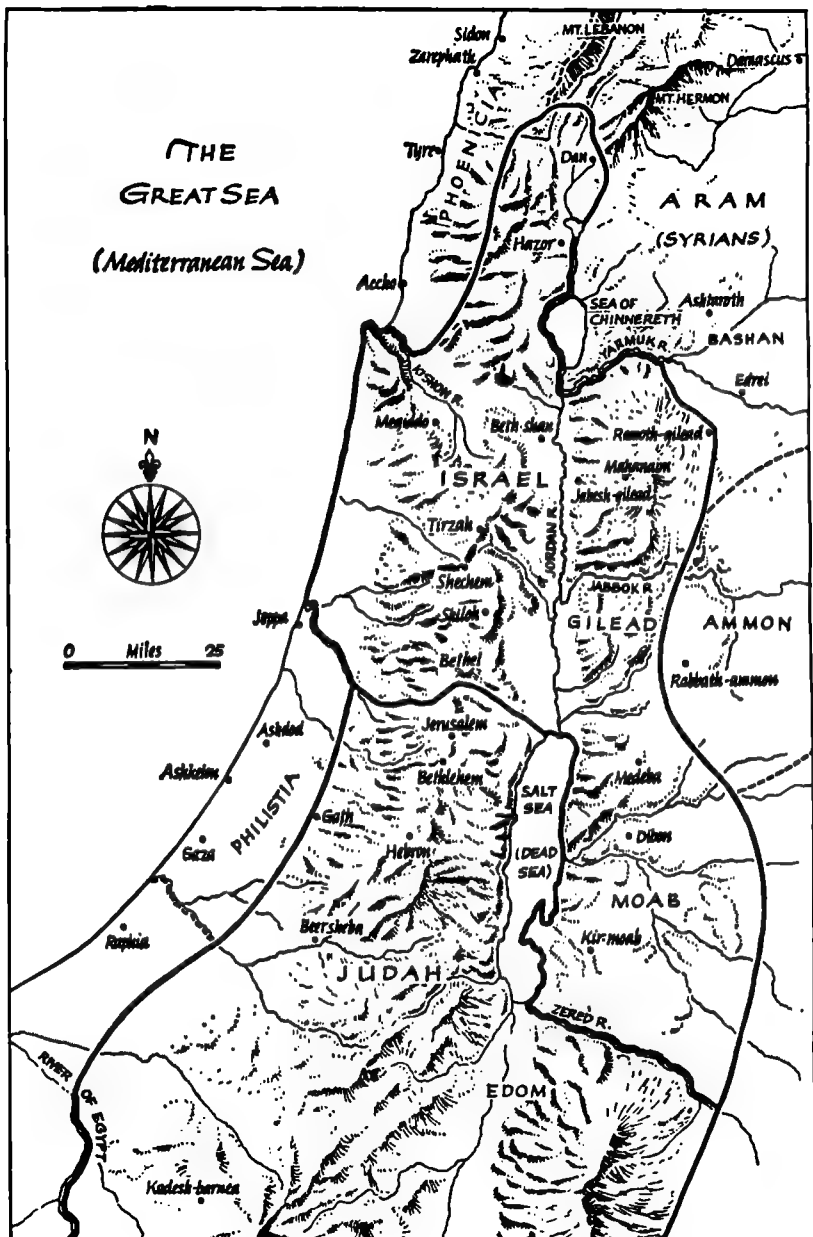 Sidon
MT. LEBANON
Zarephath
Damascus
MT. HERMON
THE
GREAT SEA
(Mediterranean Sea)
PHOENICIA
Tyre
Dan
ARAM
(SYRIANS)
Hazor
Accho
SEA OF
CHINNERETH
Ashtaroth
BASHAN
YARMUK R.
Edrei
KISHON R.
Megiddo
Beth-shan
Ramoth-gilead
N
ISRAEL
Mahanaim
Jabesh-gilead
Tirzah
JORDAN R.
Shechem
JABBOK R.
Shiloh
Joppa
GILEAD
AMMON
0 Miles 25
Bethel
Rabbath-ammon
Jerusalem
Ashdod
Bethlehem
Medeba
Ashkelon
SALT
SEA
PHILISTIA
Gath
Dibon
Gaza
Hebron
(DEAD
SEA)
MOAB
Raphia
Beersheba
Kir-moab
JUDAH
ZERED R.
RIVER
OF EGYPT
EDOM
Kadesh-barnea